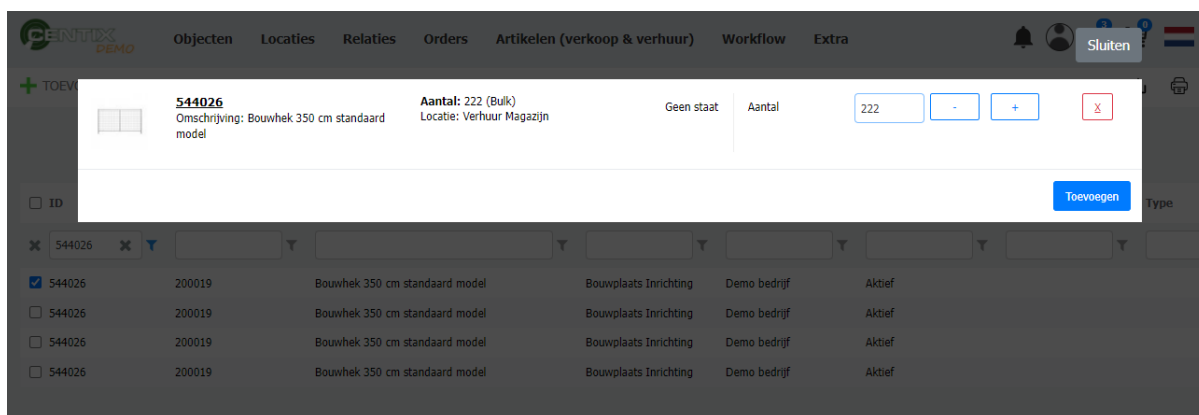 CENTIX
DEMO
Objecten Locaties Relaties Orders Artikelen (verkoop & verhuur) Workflow Extra
3 0
Sluiten
TOEV
544026
Omschrijving: Bouwhek 350 cm standaard
model
Aantal: 222 (Bulk)
Locatie: Verhuur Magazijn
Geen staat
Aantal
222 - + X
Toevoegen
ID Type
544026
544026 200019 Bouwhek 350 cm standaard model Bouwplaats Inrichting Demo bedrijf Aktief
544026 200019 Bouwhek 350 cm standaard model Bouwplaats Inrichting Demo bedrijf Aktief
544026 200019 Bouwhek 350 cm standaard model Bouwplaats Inrichting Demo bedrijf Aktief
544026 200019 Bouwhek 350 cm standaard model Bouwplaats Inrichting Demo bedrijf Aktief